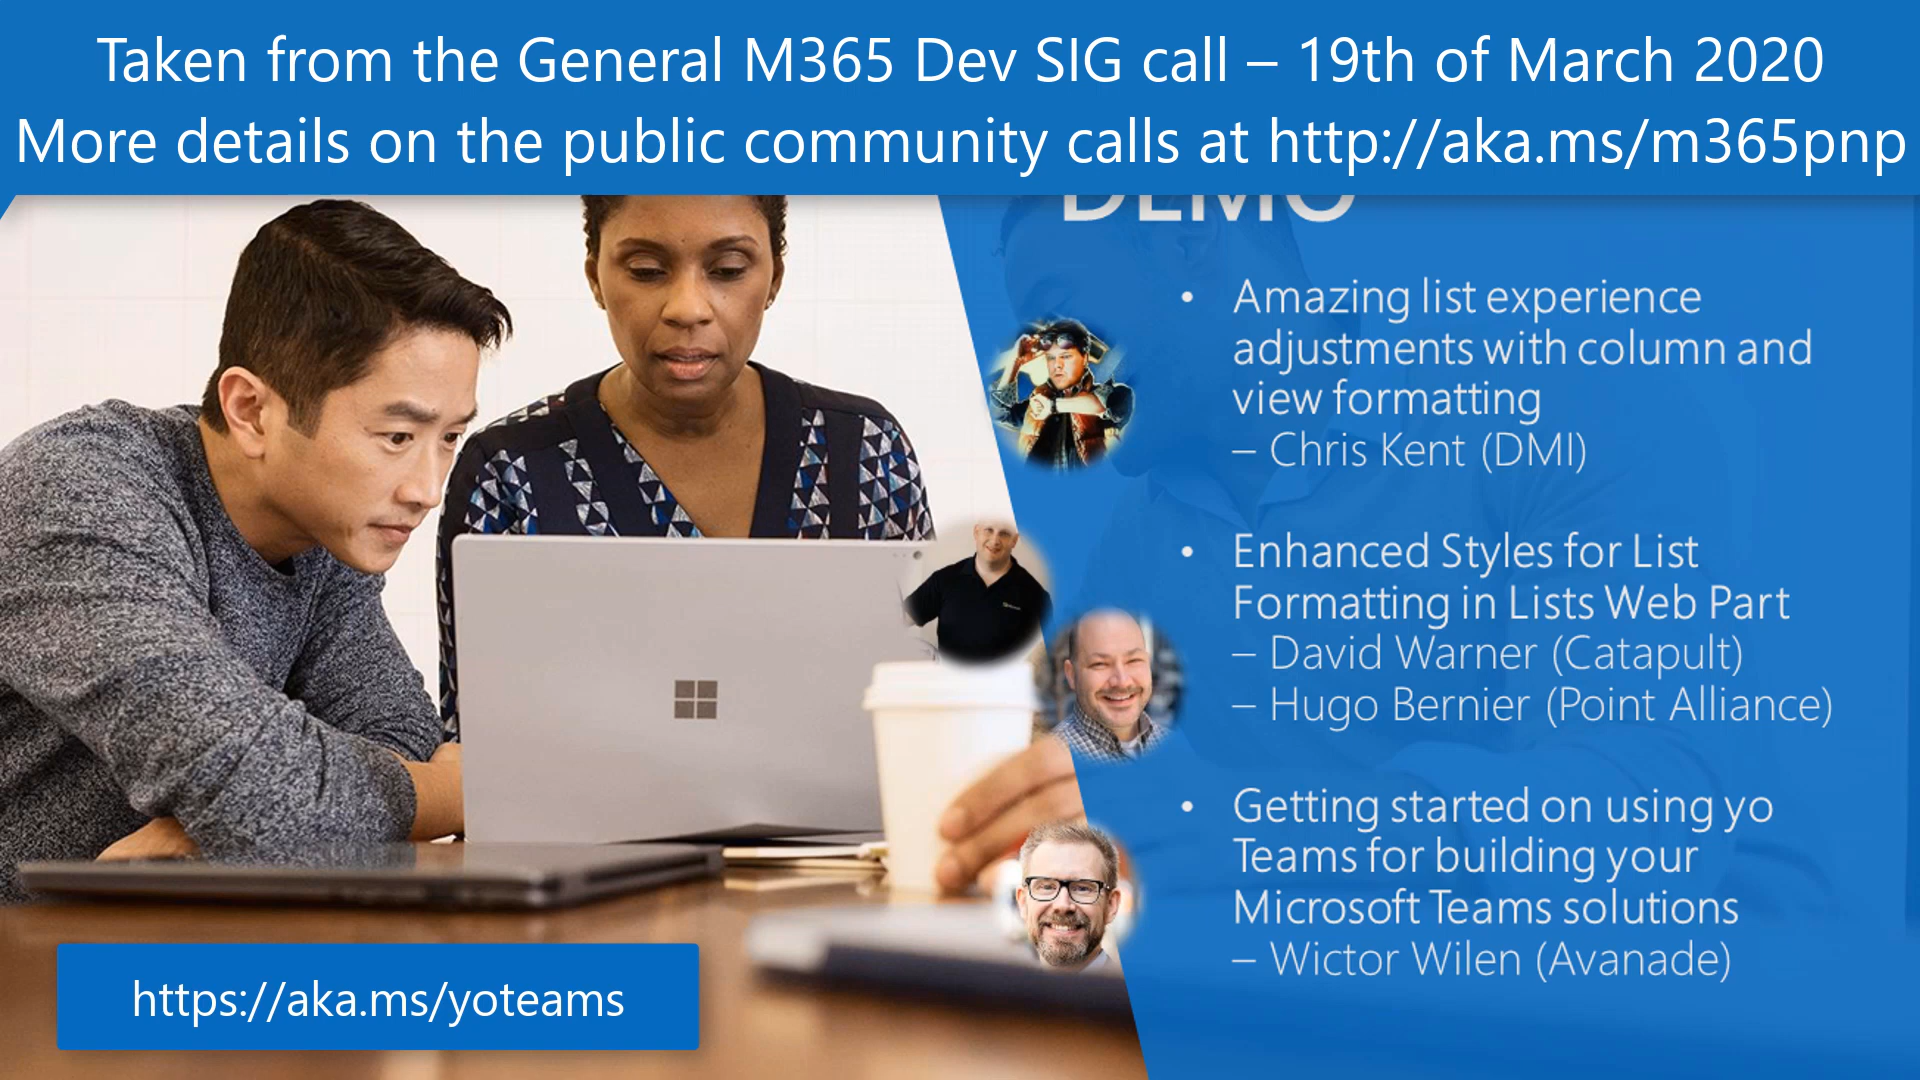 Taken from the General M365 Dev SIG call – 19th of March 2020
More details on the public community calls at http://aka.ms/m365pnp
DEMO
• Amazing list experience
adjustments with column and
view formatting
– Chris Kent (DMI)
• Enhanced Styles for List
Formatting in Lists Web Part
– David Warner (Catapult)
– Hugo Bernier (Point Alliance)
• Getting started on using yo
Teams for building your
Microsoft Teams solutions
– Wictor Wilen (Avanade)
https://aka.ms/yoteams